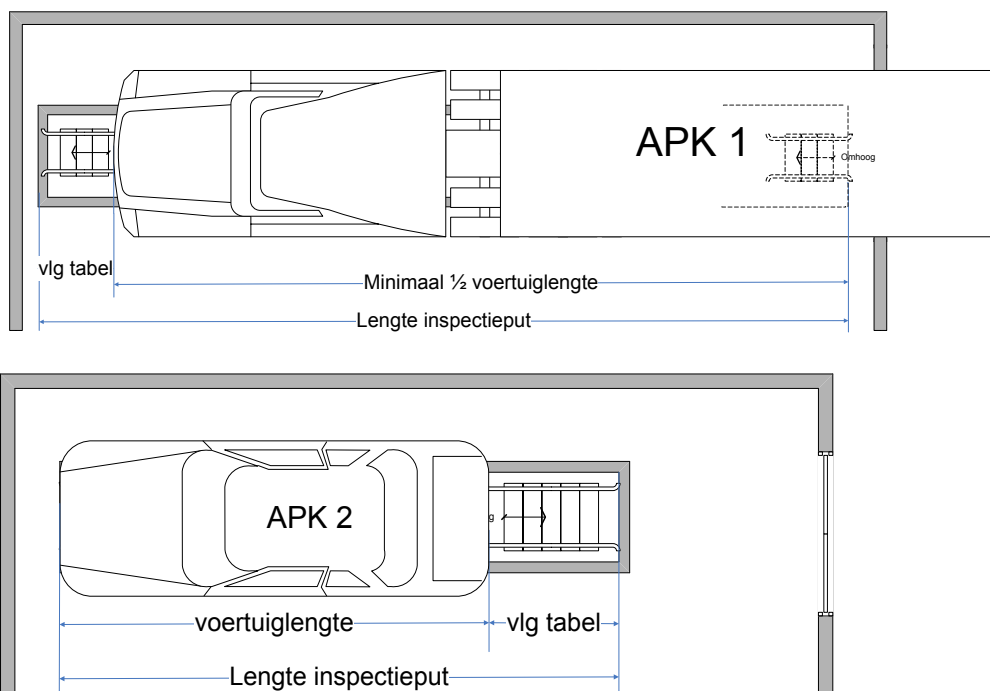 APK 1
Omhoog
vlg tabel
Minimaal ½ voertuiglengte
Lengte inspectieput
APK 2
g
voertuiglengte
vlg tabel
Lengte inspectieput